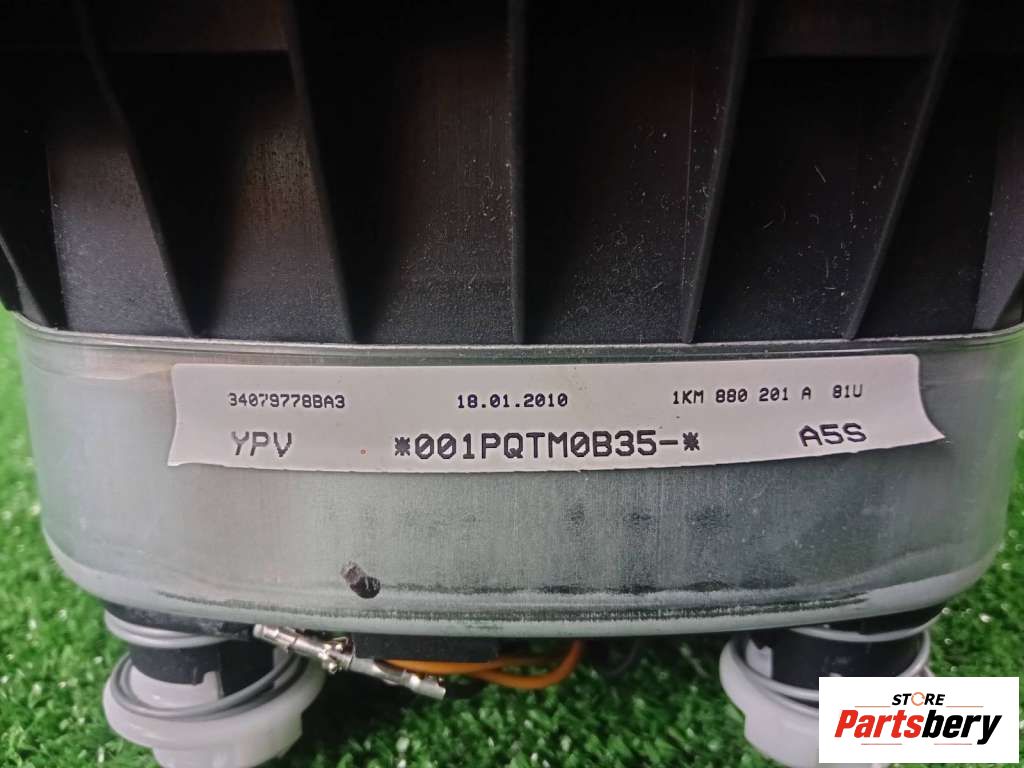 34079778BA3 18.01.2010 1KM 880 201 A 81U
YPV *001PQTM0B35-* A5S
STORE
Partsbery